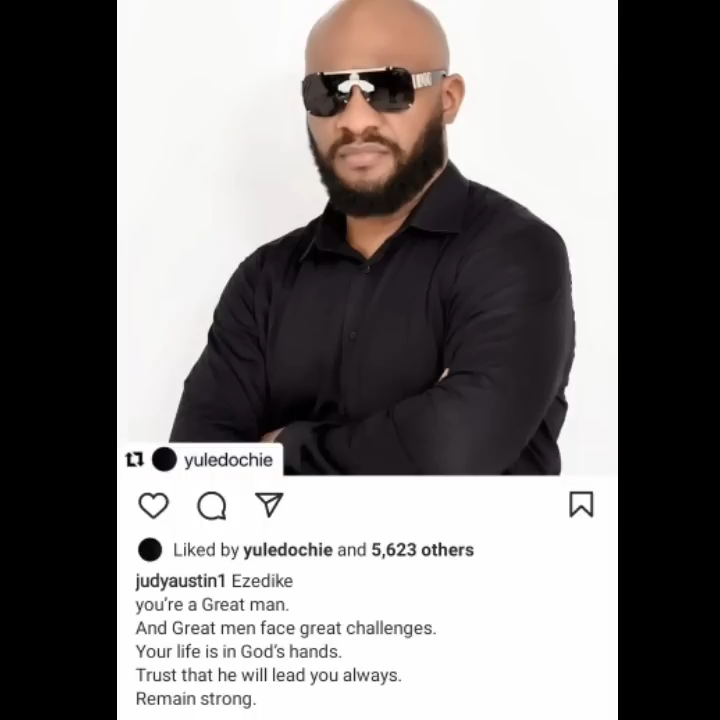 yuledochie
Liked by yuledochie and 5,623 others
judyaustin1 Ezedike
you're a Great man.
And Great men face great challenges.
Your life is in God's hands.
Trust that he will lead you always.
Remain strong.